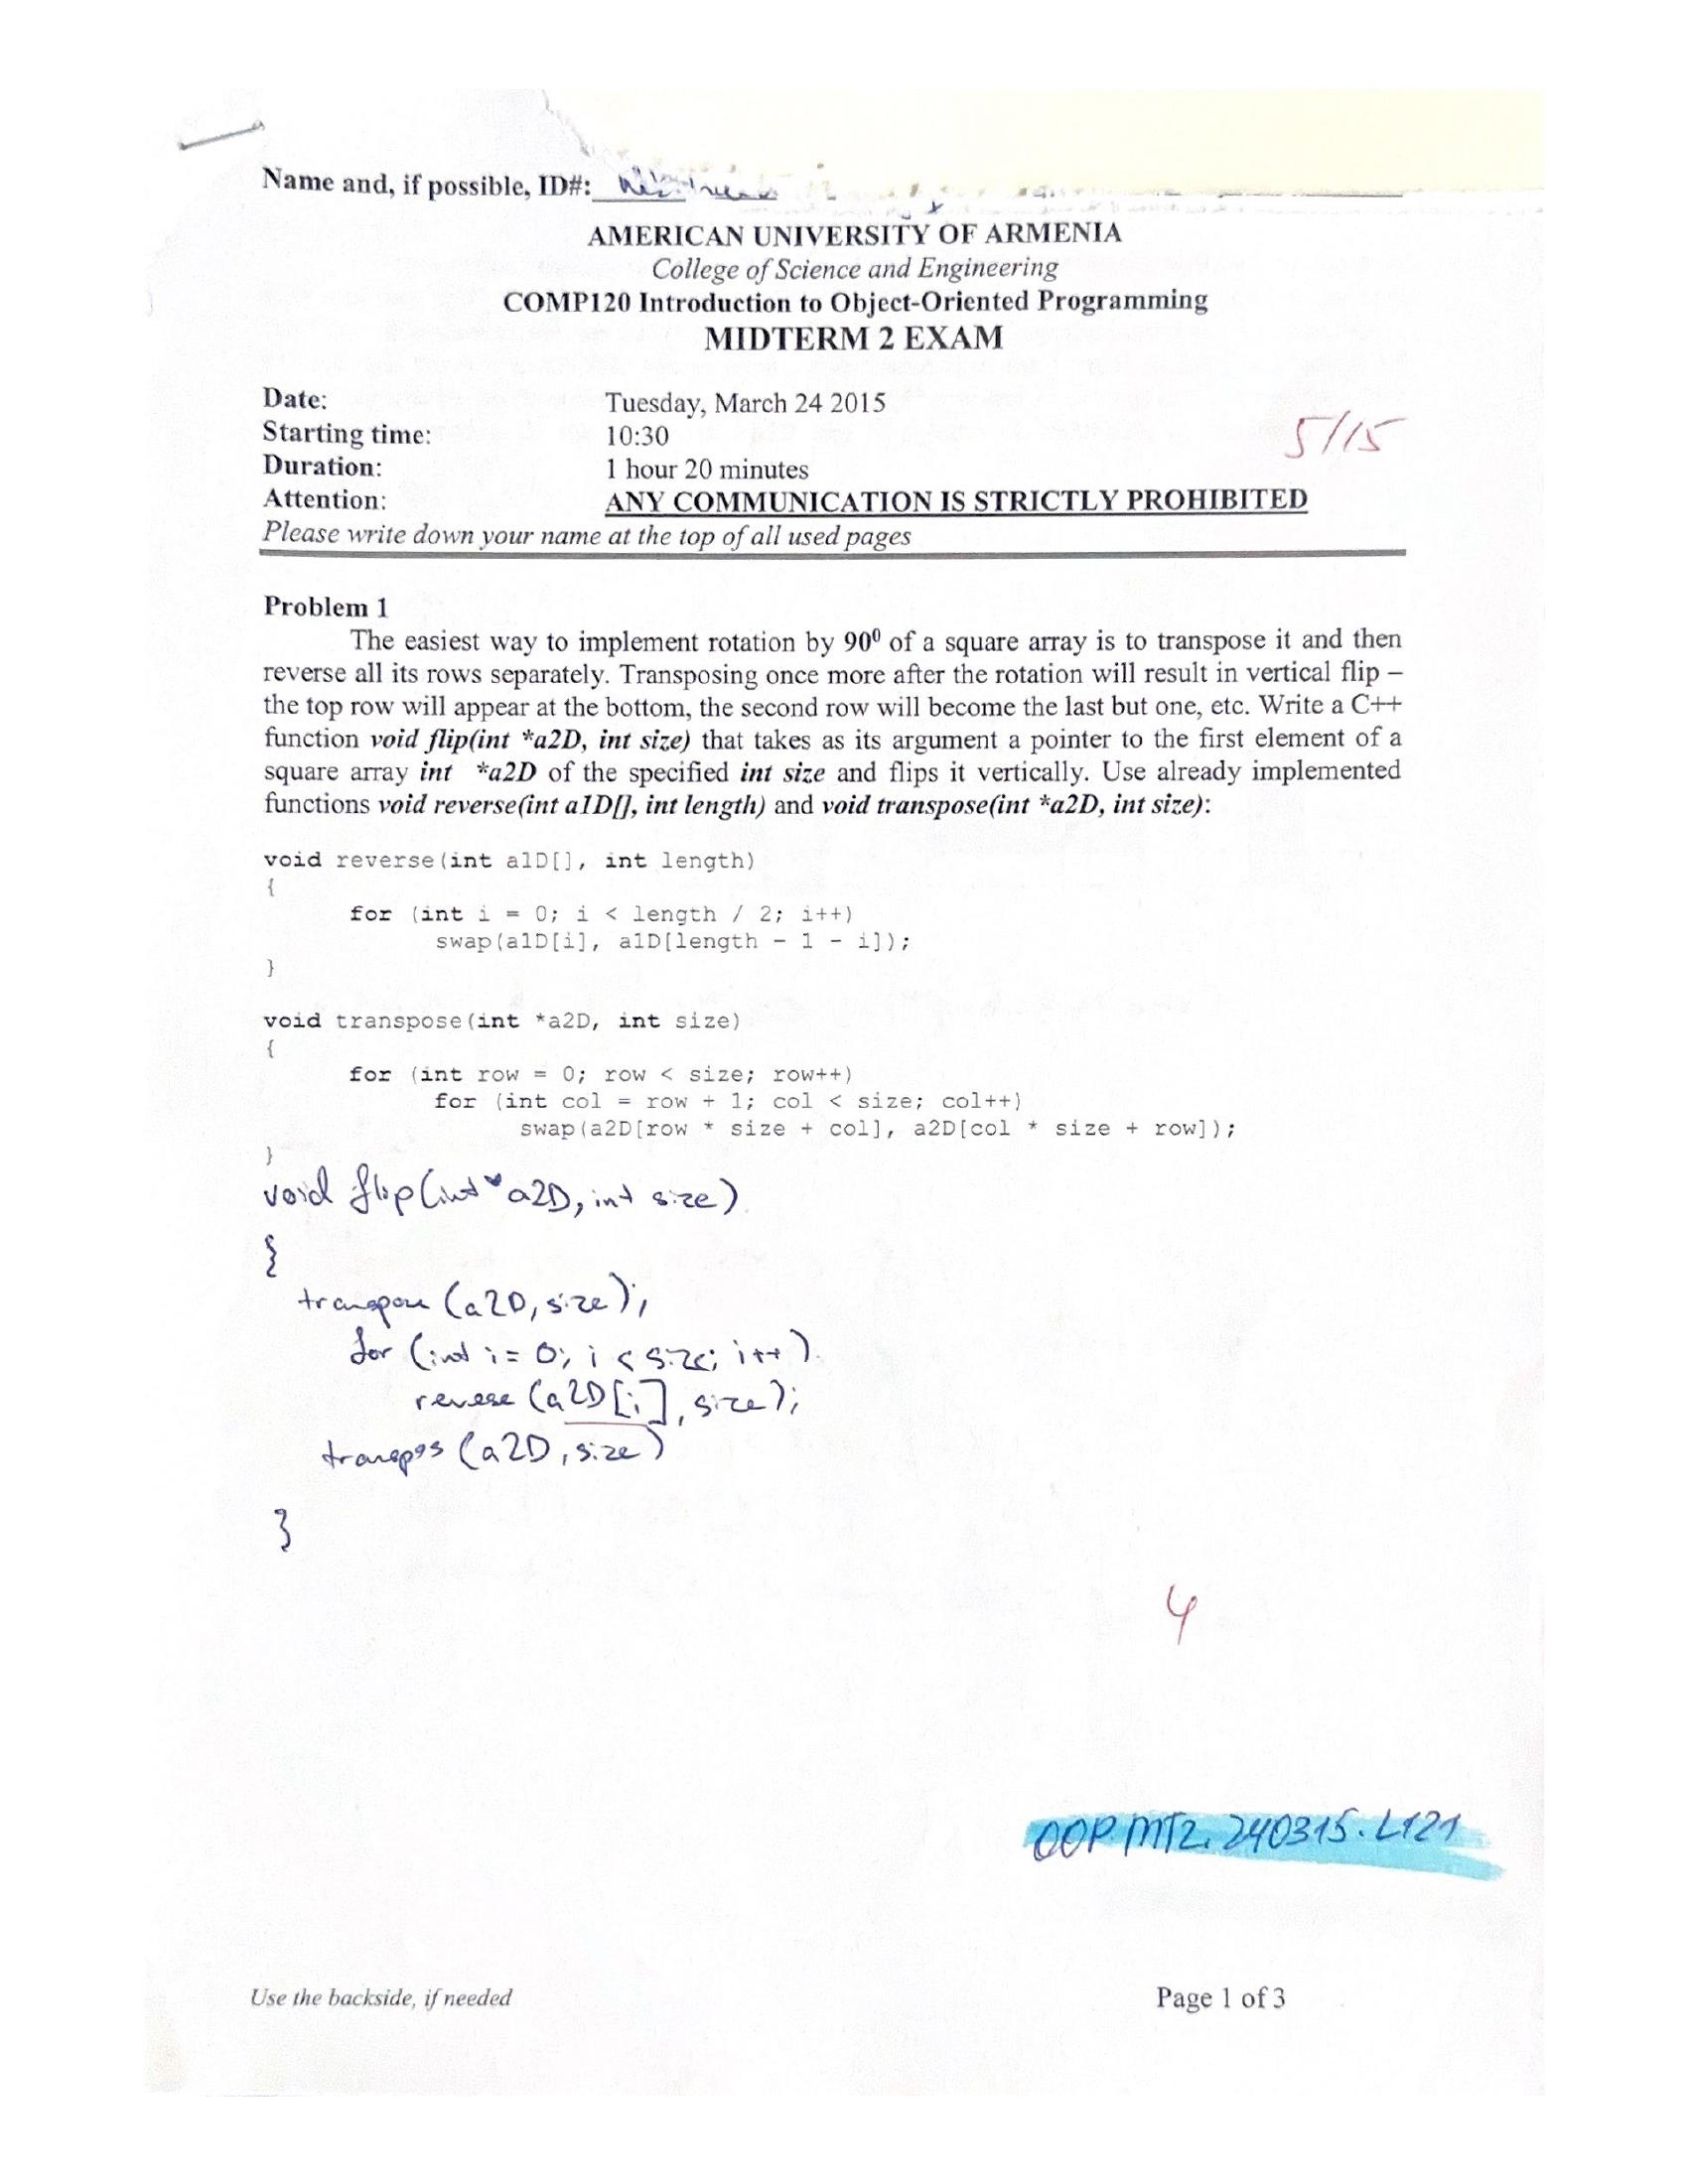 Name and, if possible, ID#:
AMERICAN UNIVERSITY OF ARMENIA
College of Science and Engineering
COMP120 Introduction to Object-Oriented Programming
MIDTERM 2 EXAM
Date: Tuesday, March 24 2015
Starting time: 10:30
5/15
Duration: 1 hour 20 minutes
Attention: ANY COMMUNICATION IS STRICTLY PROHIBITED
Please write down your name at the top of all used pages
Problem 1
The easiest way to implement rotation by 90⁰ of a square array is to transpose it and then
reverse all its rows separately. Transposing once more after the rotation will result in vertical flip –
the top row will appear at the bottom, the second row will become the last but one, etc. Write a C++
function void flip(int *a2D, int size) that takes as its argument a pointer to the first element of a
square array int *a2D of the specified int size and flips it vertically. Use already implemented
functions void reverse(int a1D[], int length) and void transpose(int *a2D, int size):
void reverse(int a1D[], int length)
{
for (int i = 0; i < length / 2; i++)
swap(a1D[i], a1D[length - 1 - i]);
}
void transpose(int *a2D, int size)
{
for (int row = 0; row < size; row++)
for (int col = row + 1; col < size; col++)
swap(a2D[row * size + col], a2D[col * size + row]);
}
void flip(int *a2D, int size)
{
transpose (a2D, size);
for (int i = 0; i < size; i++)
revese (a2D[i], size);
transpos (a2D, size)
}
4
OOP.MT2.240315.L121
Use the backside, if needed Page 1 of 3